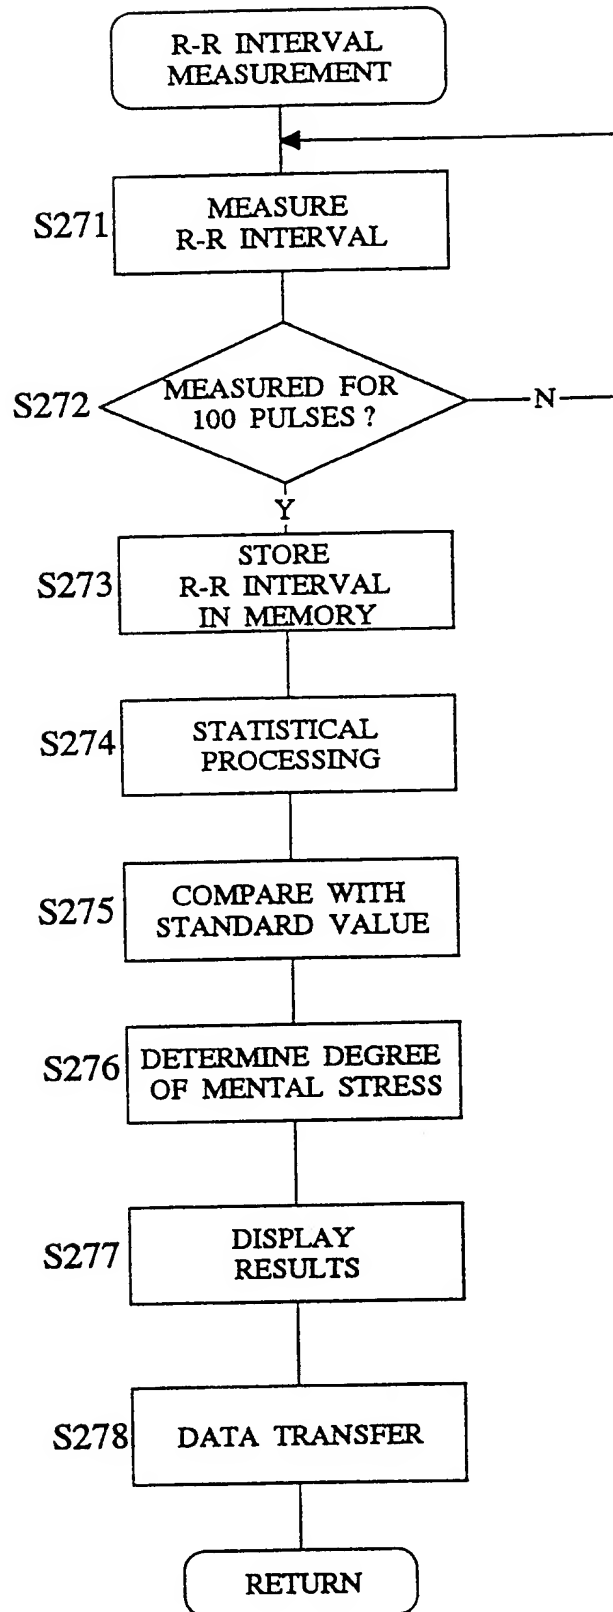 R-R INTERVAL
MEASUREMENT
S271
MEASURE
R-R INTERVAL
S272
MEASURED FOR
100 PULSES ?
N
Y
S273
STORE
R-R INTERVAL
IN MEMORY
S274
STATISTICAL
PROCESSING
S275
COMPARE WITH
STANDARD VALUE
S276
DETERMINE DEGREE
OF MENTAL STRESS
S277
DISPLAY
RESULTS
S278
DATA TRANSFER
RETURN